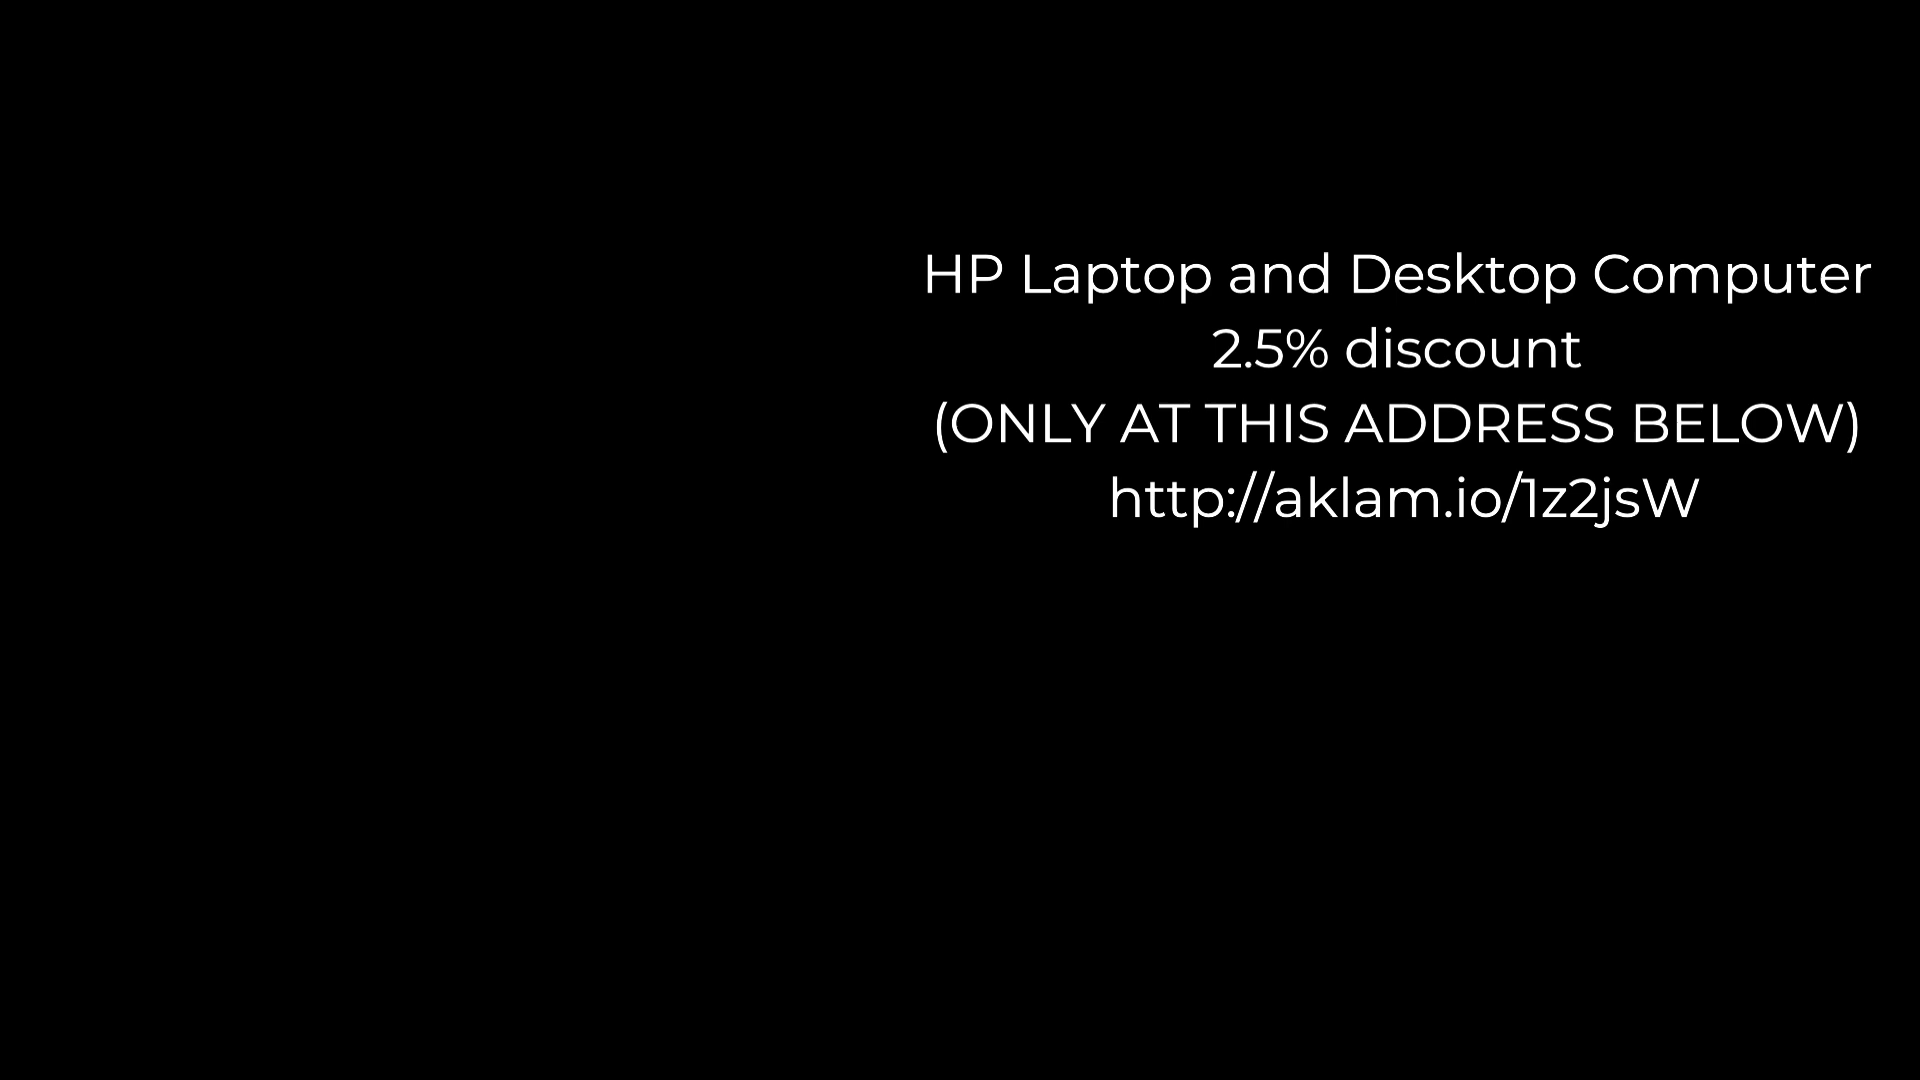 HP Laptop and Desktop Computer
2.5% discount
(ONLY AT THIS ADDRESS BELOW)
http://aklam.io/1z2jsW